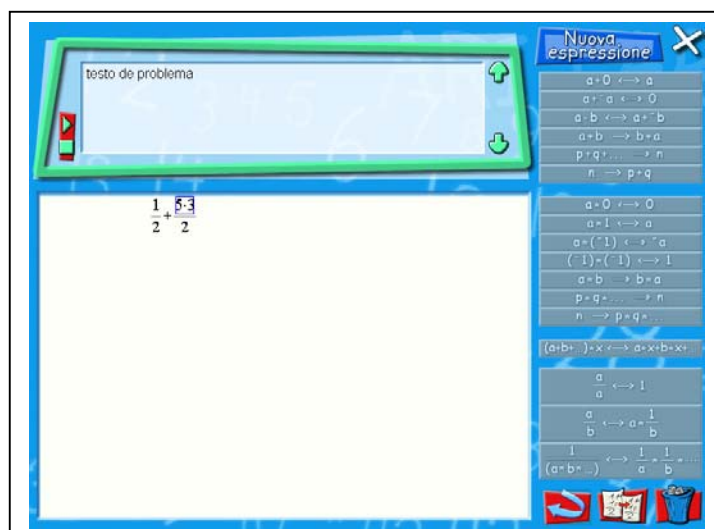 Nuova
espressione
testo de problema
1/2 + 5·3/2
a+0 <—> a
a+⁻a <—> 0
a-b <—> a+⁻b
a+b —> b+a
p+q+... —> n
n —> p+q
a*0 <—> 0
a*1 <—> a
a*(⁻1) <—> ⁻a
(⁻1)*(⁻1) <—> 1
a*b —> b*a
p*q*... —> n
n —> p*q*...
(a+b+...)*x <—> a*x+b*x+...
a/a <—> 1
a/b <—> a*1/b
1/(a*b*...) <—> 1/a*1/b*...